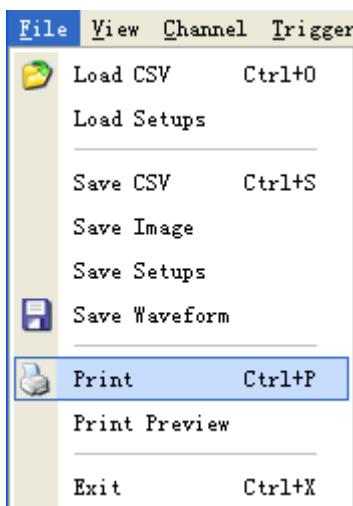 File View Channel Trigger
Load CSV Ctrl+O
Load Setups
Save CSV Ctrl+S
Save Image
Save Setups
Save Waveform
Print Ctrl+P
Print Preview
Exit Ctrl+X